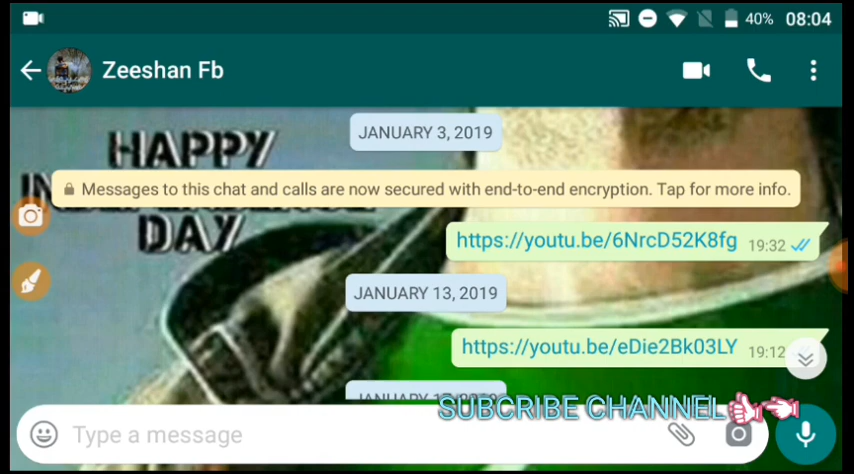 40% 08:04
Zeeshan Fb
JANUARY 3, 2019
HAPPY
Messages to this chat and calls are now secured with end-to-end encryption. Tap for more info.
DAY
https://youtu.be/6NrcD52K8fg 19:32
JANUARY 13, 2019
https://youtu.be/eDie2Bk03LY 19:12
SUBCRIBE CHANNEL
Type a message